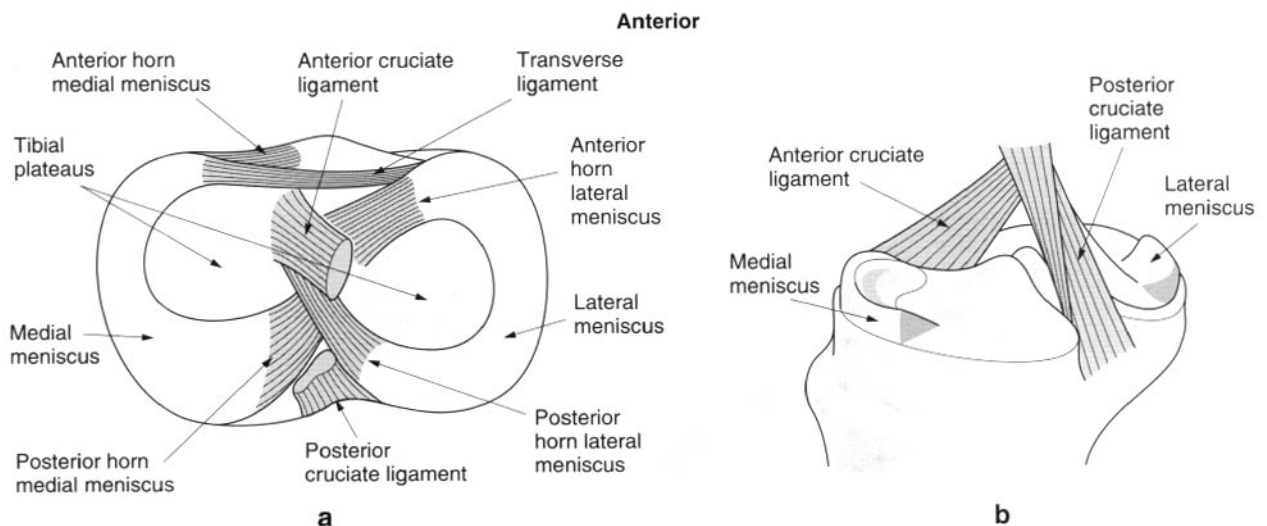 Anterior
Anterior horn
medial meniscus
Anterior cruciate
ligament
Transverse
ligament
Tibial
plateaus
Anterior
horn
lateral
meniscus
Medial
meniscus
Lateral
meniscus
Posterior horn
medial meniscus
Posterior
cruciate ligament
Posterior
horn lateral
meniscus
a
Posterior
cruciate
ligament
Anterior cruciate
ligament
Lateral
meniscus
Medial
meniscus
b